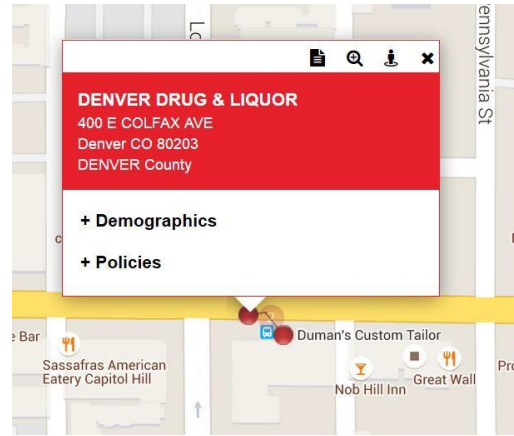 Lo
ennsylvania St
DENVER DRUG & LIQUOR
400 E COLFAX AVE
Denver CO 80203
DENVER County
+ Demographics
+ Policies
c
e Bar
Duman's Custom Tailor
Sassafras American
Eatery Capitol Hill
Nob Hill Inn
Great Wall
Pro